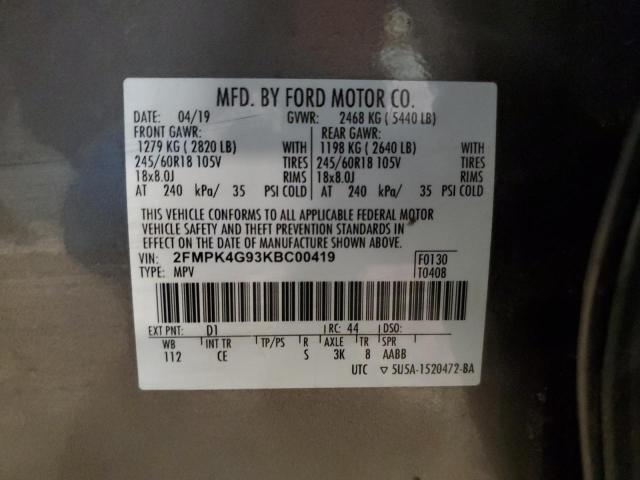 MFD. BY FORD MOTOR CO.
DATE: 04/19 GVWR: 2468 KG ( 5440 LB)
FRONT GAWR: REAR GAWR:
1279 KG ( 2820 LB) WITH 1198 KG ( 2640 LB) WITH
245/60R18 105V TIRES 245/60R18 105V TIRES
18x8.0J RIMS 18x8.0J RIMS
AT 240 kPa/ 35 PSI COLD AT 240 kPa/ 35 PSI COLD
THIS VEHICLE CONFORMS TO ALL APPLICABLE FEDERAL MOTOR
VEHICLE SAFETY AND THEFT PREVENTION STANDARDS IN
EFFECT ON THE DATE OF MANUFACTURE SHOWN ABOVE.
VIN: 2FMPK4G93KBC00419 F0130
TYPE: MPV T0408
EXT PNT: D1 RC: 44 DSO:
WB INT TR TP/PS R AXLE TR SPR
112 CE S 3K 8 AABB
UTC ▽ 5U5A-1520472-BA